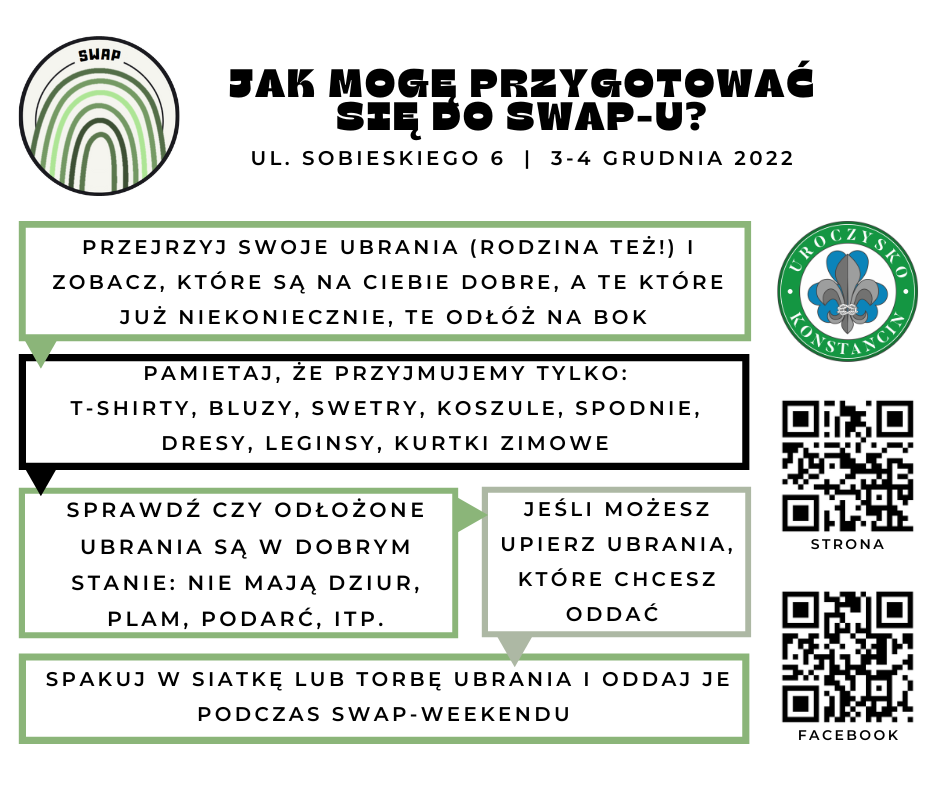 SWAP
JAK MOGĘ PRZYGOTOWAĆ
SIĘ DO SWAP-U?
UL. SOBIESKIEGO 6 | 3-4 GRUDNIA 2022
PRZEJRZYJ SWOJE UBRANIA (RODZINA TEŻ!) I
ZOBACZ, KTÓRE SĄ NA CIEBIE DOBRE, A TE KTÓRE
JUŻ NIEKONIECZNIE, TE ODŁÓŻ NA BOK
UROCZYSKO
KONSTANCIN
PAMIETAJ, ŻE PRZYJMUJEMY TYLKO:
T-SHIRTY, BLUZY, SWETRY, KOSZULE, SPODNIE,
DRESY, LEGINSY, KURTKI ZIMOWE
SPRAWDŹ CZY ODŁOŻONE
UBRANIA SĄ W DOBRYM
STANIE: NIE MAJĄ DZIUR,
PLAM, PODARĆ, ITP.
JEŚLI MOŻESZ
UPIERZ UBRANIA,
KTÓRE CHCESZ
ODDAĆ
STRONA
SPAKUJ W SIATKĘ LUB TORBĘ UBRANIA I ODDAJ JE
PODCZAS SWAP-WEEKENDU
FACEBOOK